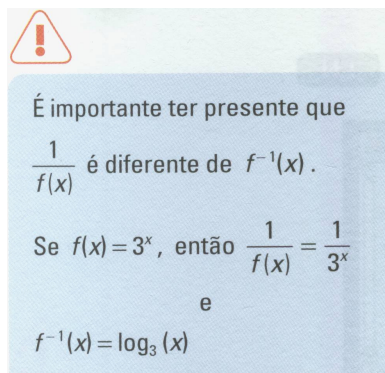 É importante ter presente que
1/f(x) é diferente de f⁻¹(x).
Se f(x) = 3ˣ, então 1/f(x) = 1/3ˣ
e
f⁻¹(x) = log₃(x)